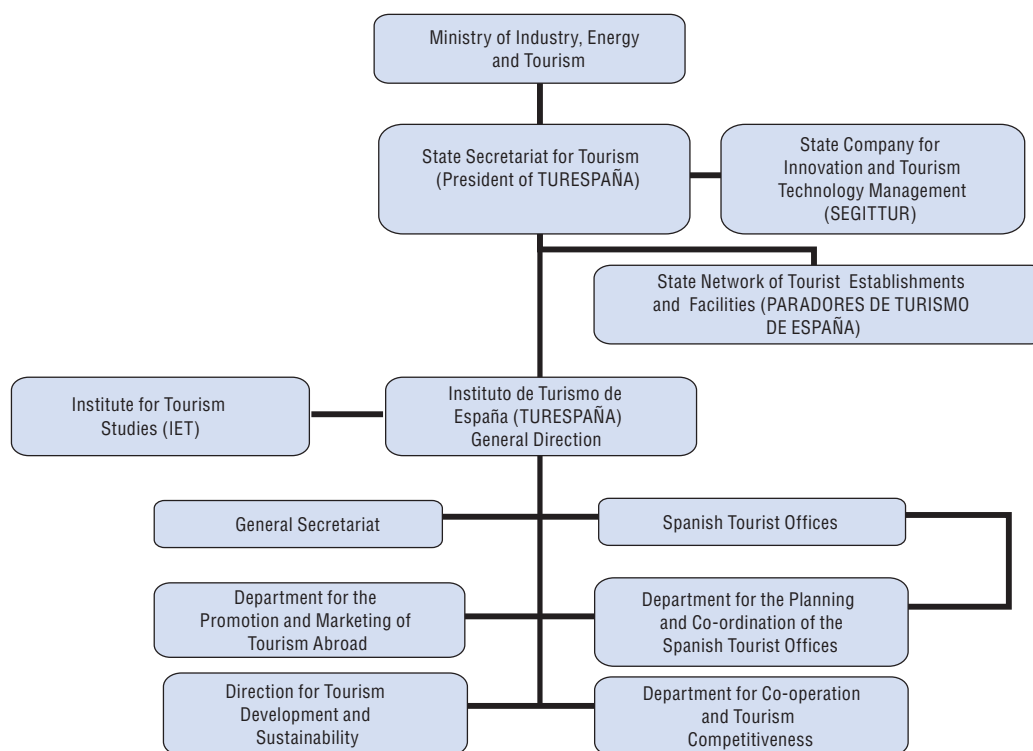 Ministry of Industry, Energy
and Tourism
State Secretariat for Tourism
(President of TURESPAÑA)
State Company for
Innovation and Tourism
Technology Management
(SEGITTUR)
State Network of Tourist Establishments
and Facilities (PARADORES DE TURISMO
DE ESPAÑA)
Institute for Tourism
Studies (IET)
Instituto de Turismo de
España (TURESPAÑA)
General Direction
General Secretariat
Spanish Tourist Offices
Department for the
Promotion and Marketing of
Tourism Abroad
Department for the Planning
and Co-ordination of the
Spanish Tourist Offices
Direction for Tourism
Development and
Sustainability
Department for Co-operation
and Tourism
Competitiveness